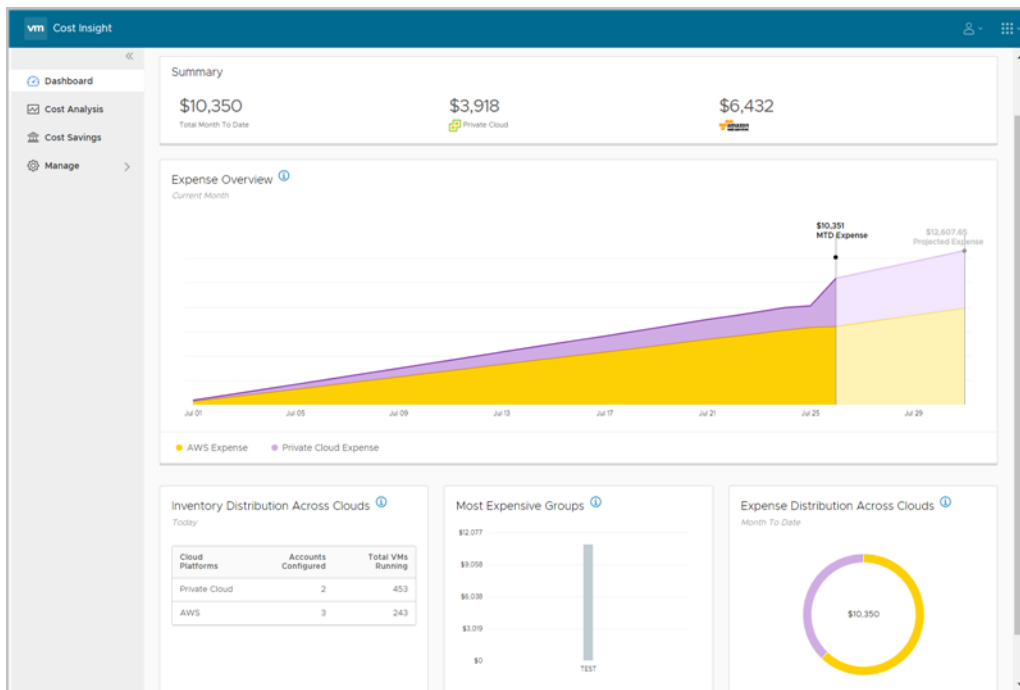 vm Cost Insight
«
Dashboard
Cost Analysis
Cost Savings
Manage
Summary
$10,350
Total Month To Date
$3,918
Private Cloud
$6,432
amazon
web services
Expense Overview
Current Month
$10,351
MTD Expense
$12,607.65
Projected Expense
Jul 01 Jul 05 Jul 09 Jul 13 Jul 17 Jul 21 Jul 25 Jul 29
AWS Expense Private Cloud Expense
Inventory Distribution Across Clouds
Today
Cloud Platforms Accounts Configured Total VMs Running
Private Cloud 2 453
AWS 3 243
Most Expensive Groups
$12,077
$9,058
$6,038
$3,019
$0
TEST
Expense Distribution Across Clouds
Month To Date
$10,350